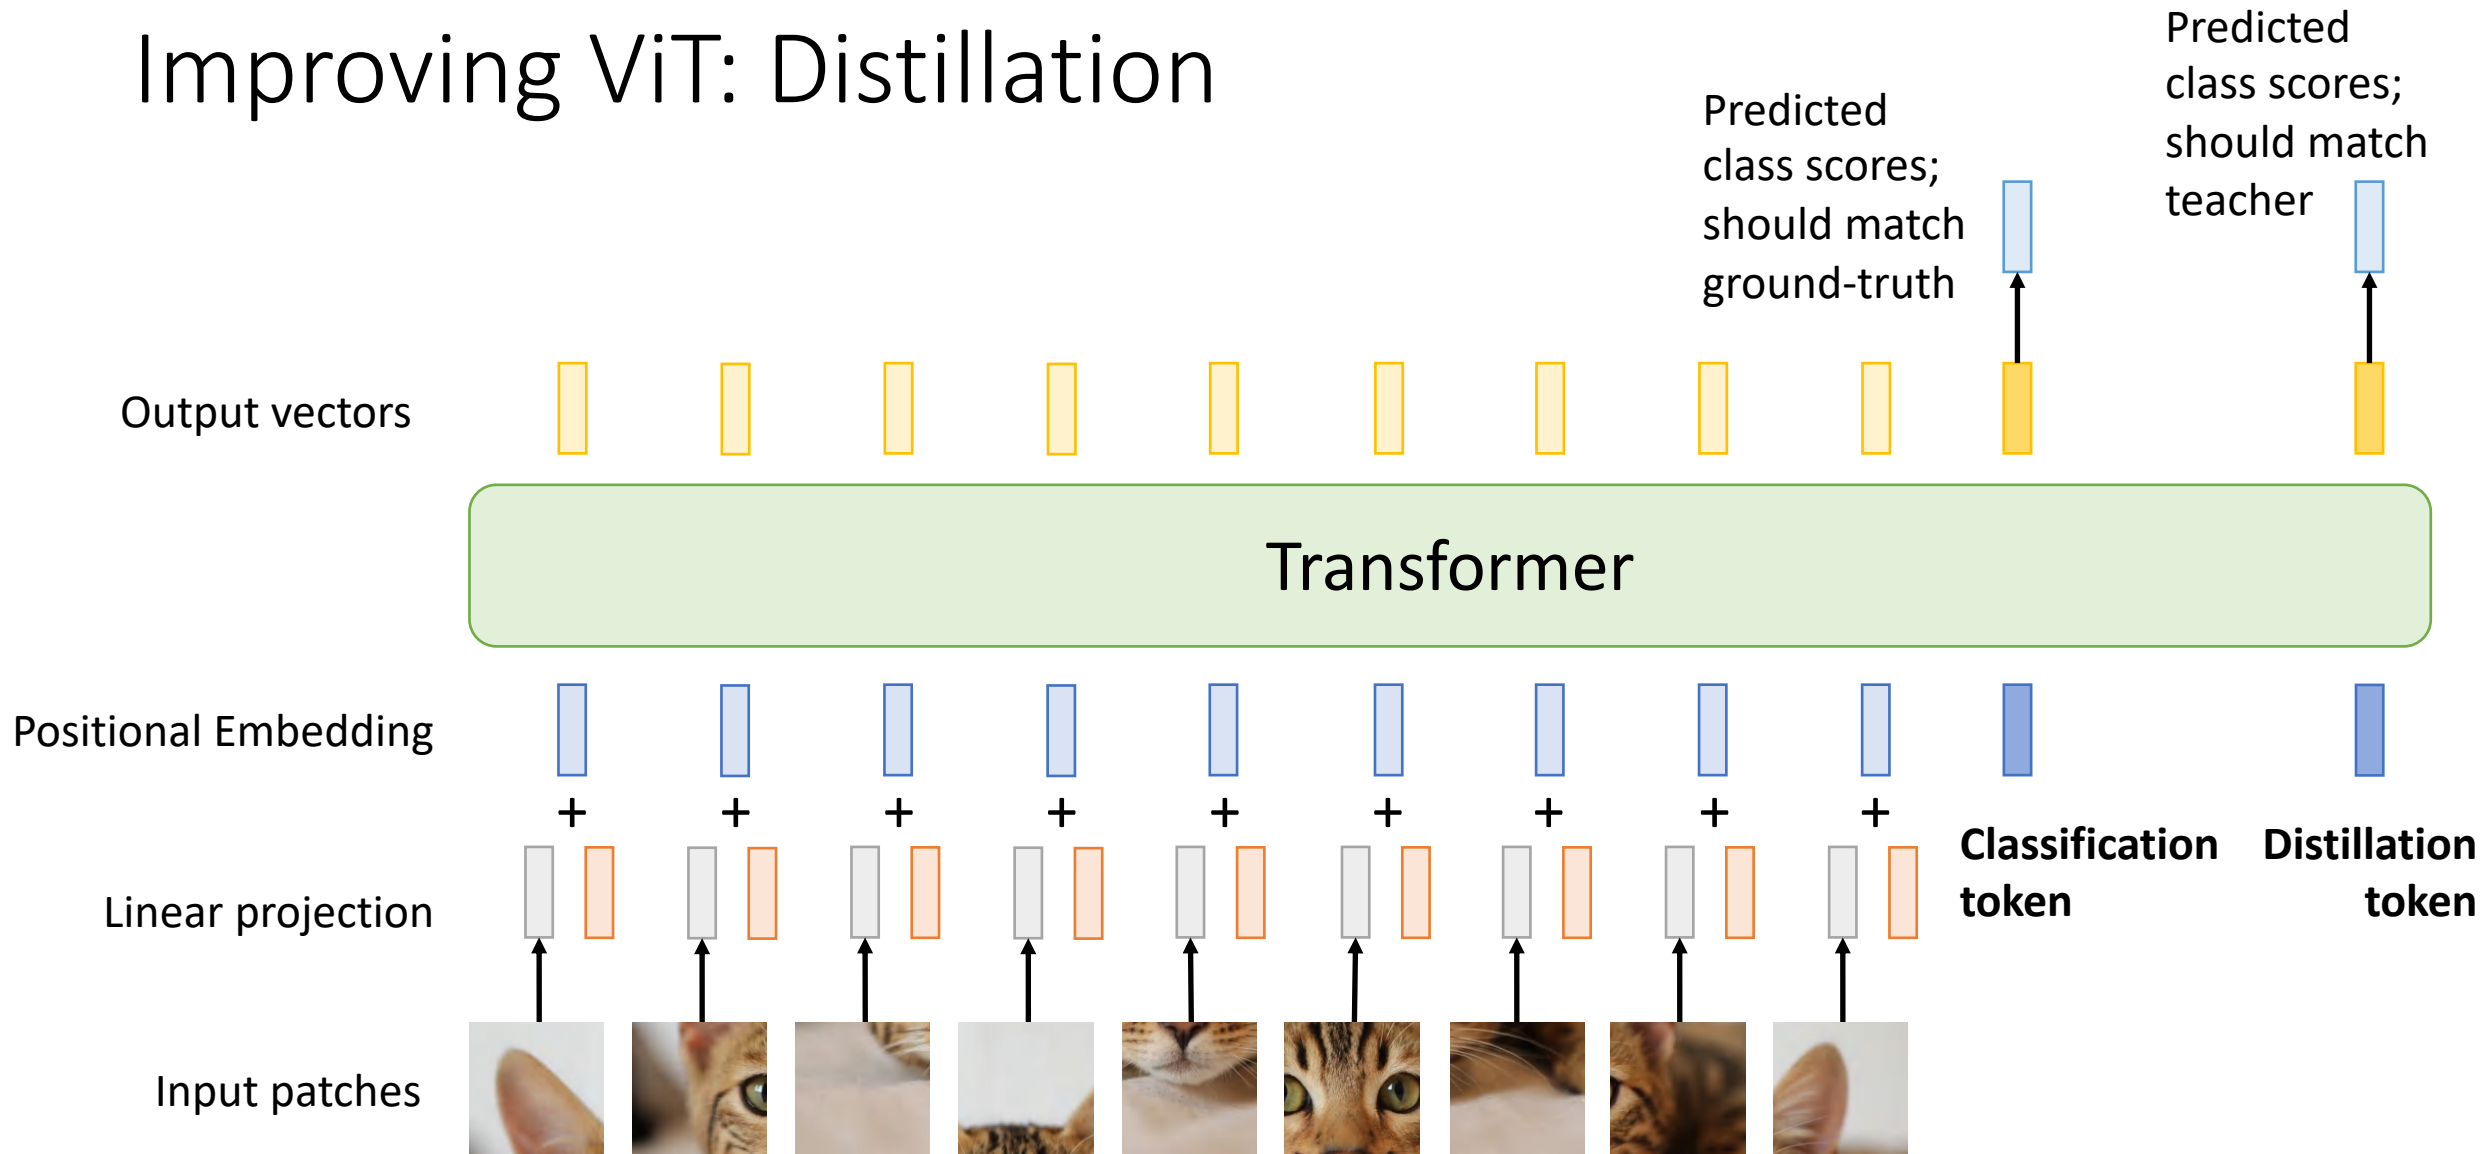 Improving ViT: Distillation
Predicted
class scores;
should match
ground-truth
Predicted
class scores;
should match
teacher
Output vectors
Transformer
Positional Embedding
+ + + + + + + + +
Linear projection
Classification
token
Distillation
token
Input patches